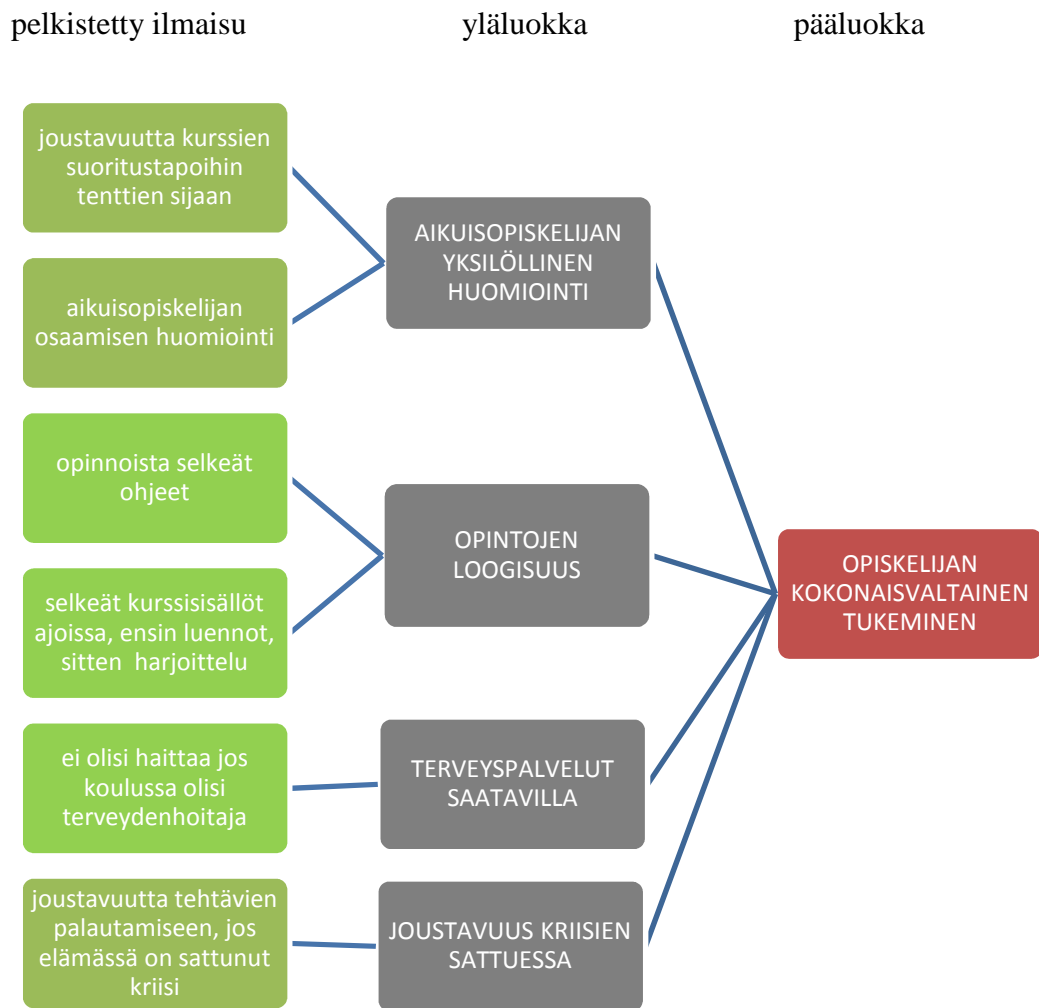 pelkistetty ilmaisu yläluokka pääluokka
joustavuutta kurssien
suoritustapoihin
tenttien sijaan
aikuisopiskelijan
osaamisen huomiointi
AIKUISOPISKELIJAN
YKSILÖLLINEN
HUOMIOINTI
opinnoista selkeät
ohjeet
selkeät kurssisisällöt
ajoissa, ensin luennot,
sitten harjoittelu
OPINTOJEN
LOOGISUUS
ei olisi haittaa jos
koulussa olisi
terveydenhoitaja
TERVEYSPALVELUT
SAATAVILLA
joustavuutta tehtävien
palautamiseen, jos
elämässä on sattunut
kriisi
JOUSTAVUUS KRIISIEN
SATTUESSA
OPISKELIJAN
KOKONAISVALTAINEN
TUKEMINEN